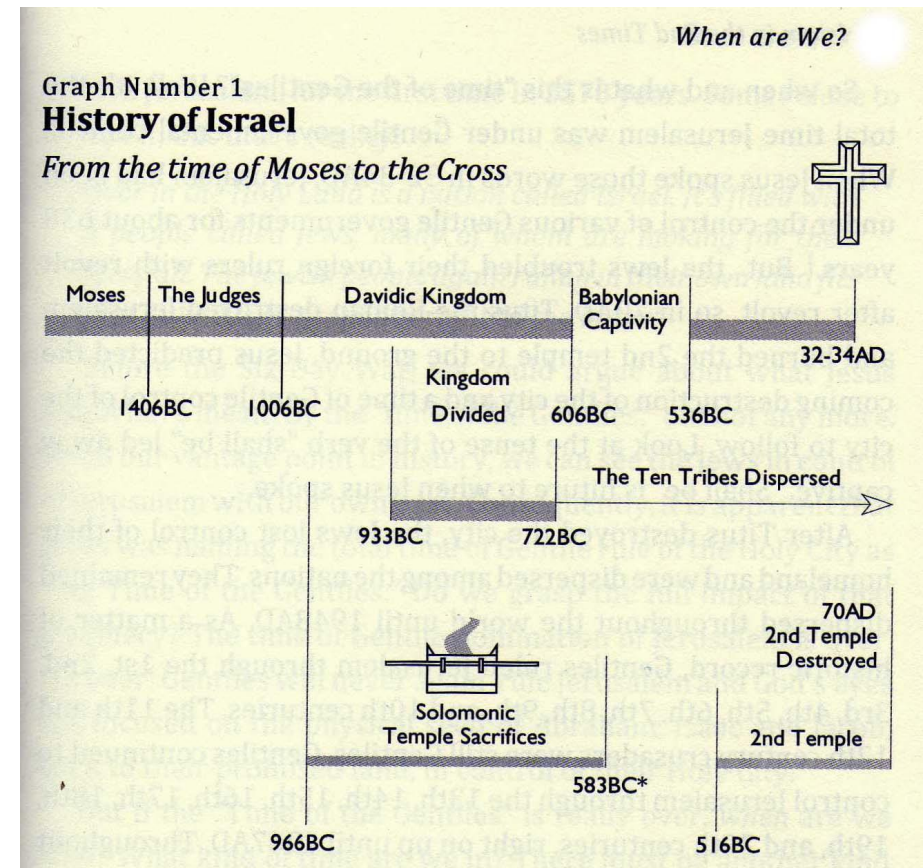 When are We?
Graph Number 1
History of Israel
From the time of Moses to the Cross
Moses
The Judges
Davidic Kingdom
Babylonian
Captivity
32-34AD
1406BC
1006BC
Kingdom
Divided
606BC
536BC
The Ten Tribes Dispersed
933BC
722BC
70AD
2nd Temple
Destroyed
Solomonic
Temple Sacrifices
2nd Temple
583BC*
966BC
516BC